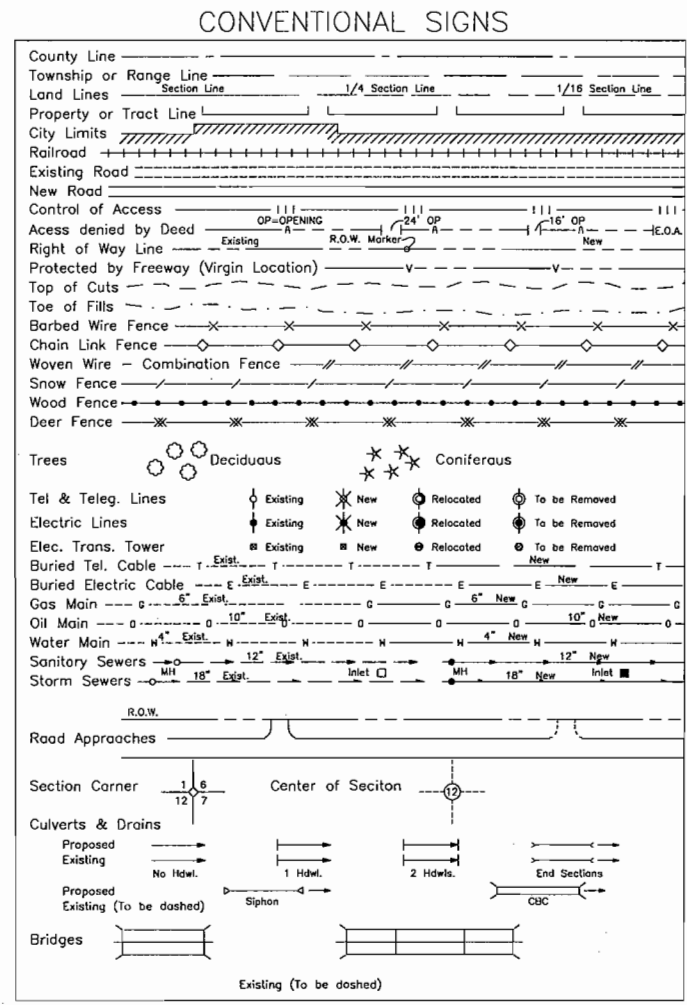 CONVENTIONAL SIGNS
County Line
Township or Range Line
Land Lines Section Line 1/4 Section Line 1/16 Section Line
Property or Tract Line
City Limits
Railroad
Existing Road
New Road
Control of Access
Acess denied by Deed OP=OPENING A 24' OP A 16' OP A E.O.A.
Right of Way Line Existing R.O.W. Marker New
Protected by Freeway (Virgin Location) V V
Top of Cuts
Toe of Fills
Barbed Wire Fence
Chain Link Fence
Woven Wire - Combination Fence
Snow Fence
Wood Fence
Deer Fence
Trees Deciduous Coniferous
Tel & Teleg. Lines Existing New Relocated To be Removed
Electric Lines Existing New Relocated To be Removed
Elec. Trans. Tower Existing New Relocated To be Removed
Buried Tel. Cable T Exist. T T T New T
Buried Electric Cable E Exist. E E E E New E
Gas Main G 6" Exist. G G 6" New G G G
Oil Main O O 10" Exist. O O O O O 10" New O
Water Main W 4" Exist. W W W W 4" New W W
Sanitary Sewers 12" Exist. 12" New
Storm Sewers MH 18" Exist. Inlet MH 18" New Inlet
R.O.W.
Road Approaches
Section Corner 1 6 12 7 Center of Seciton 12
Culverts & Drains
Proposed
Existing
No Hdwl. 1 Hdwl. 2 Hdwls. End Sections
Proposed
Existing (To be dashed) Siphon CBC
Bridges
Existing (To be dashed)